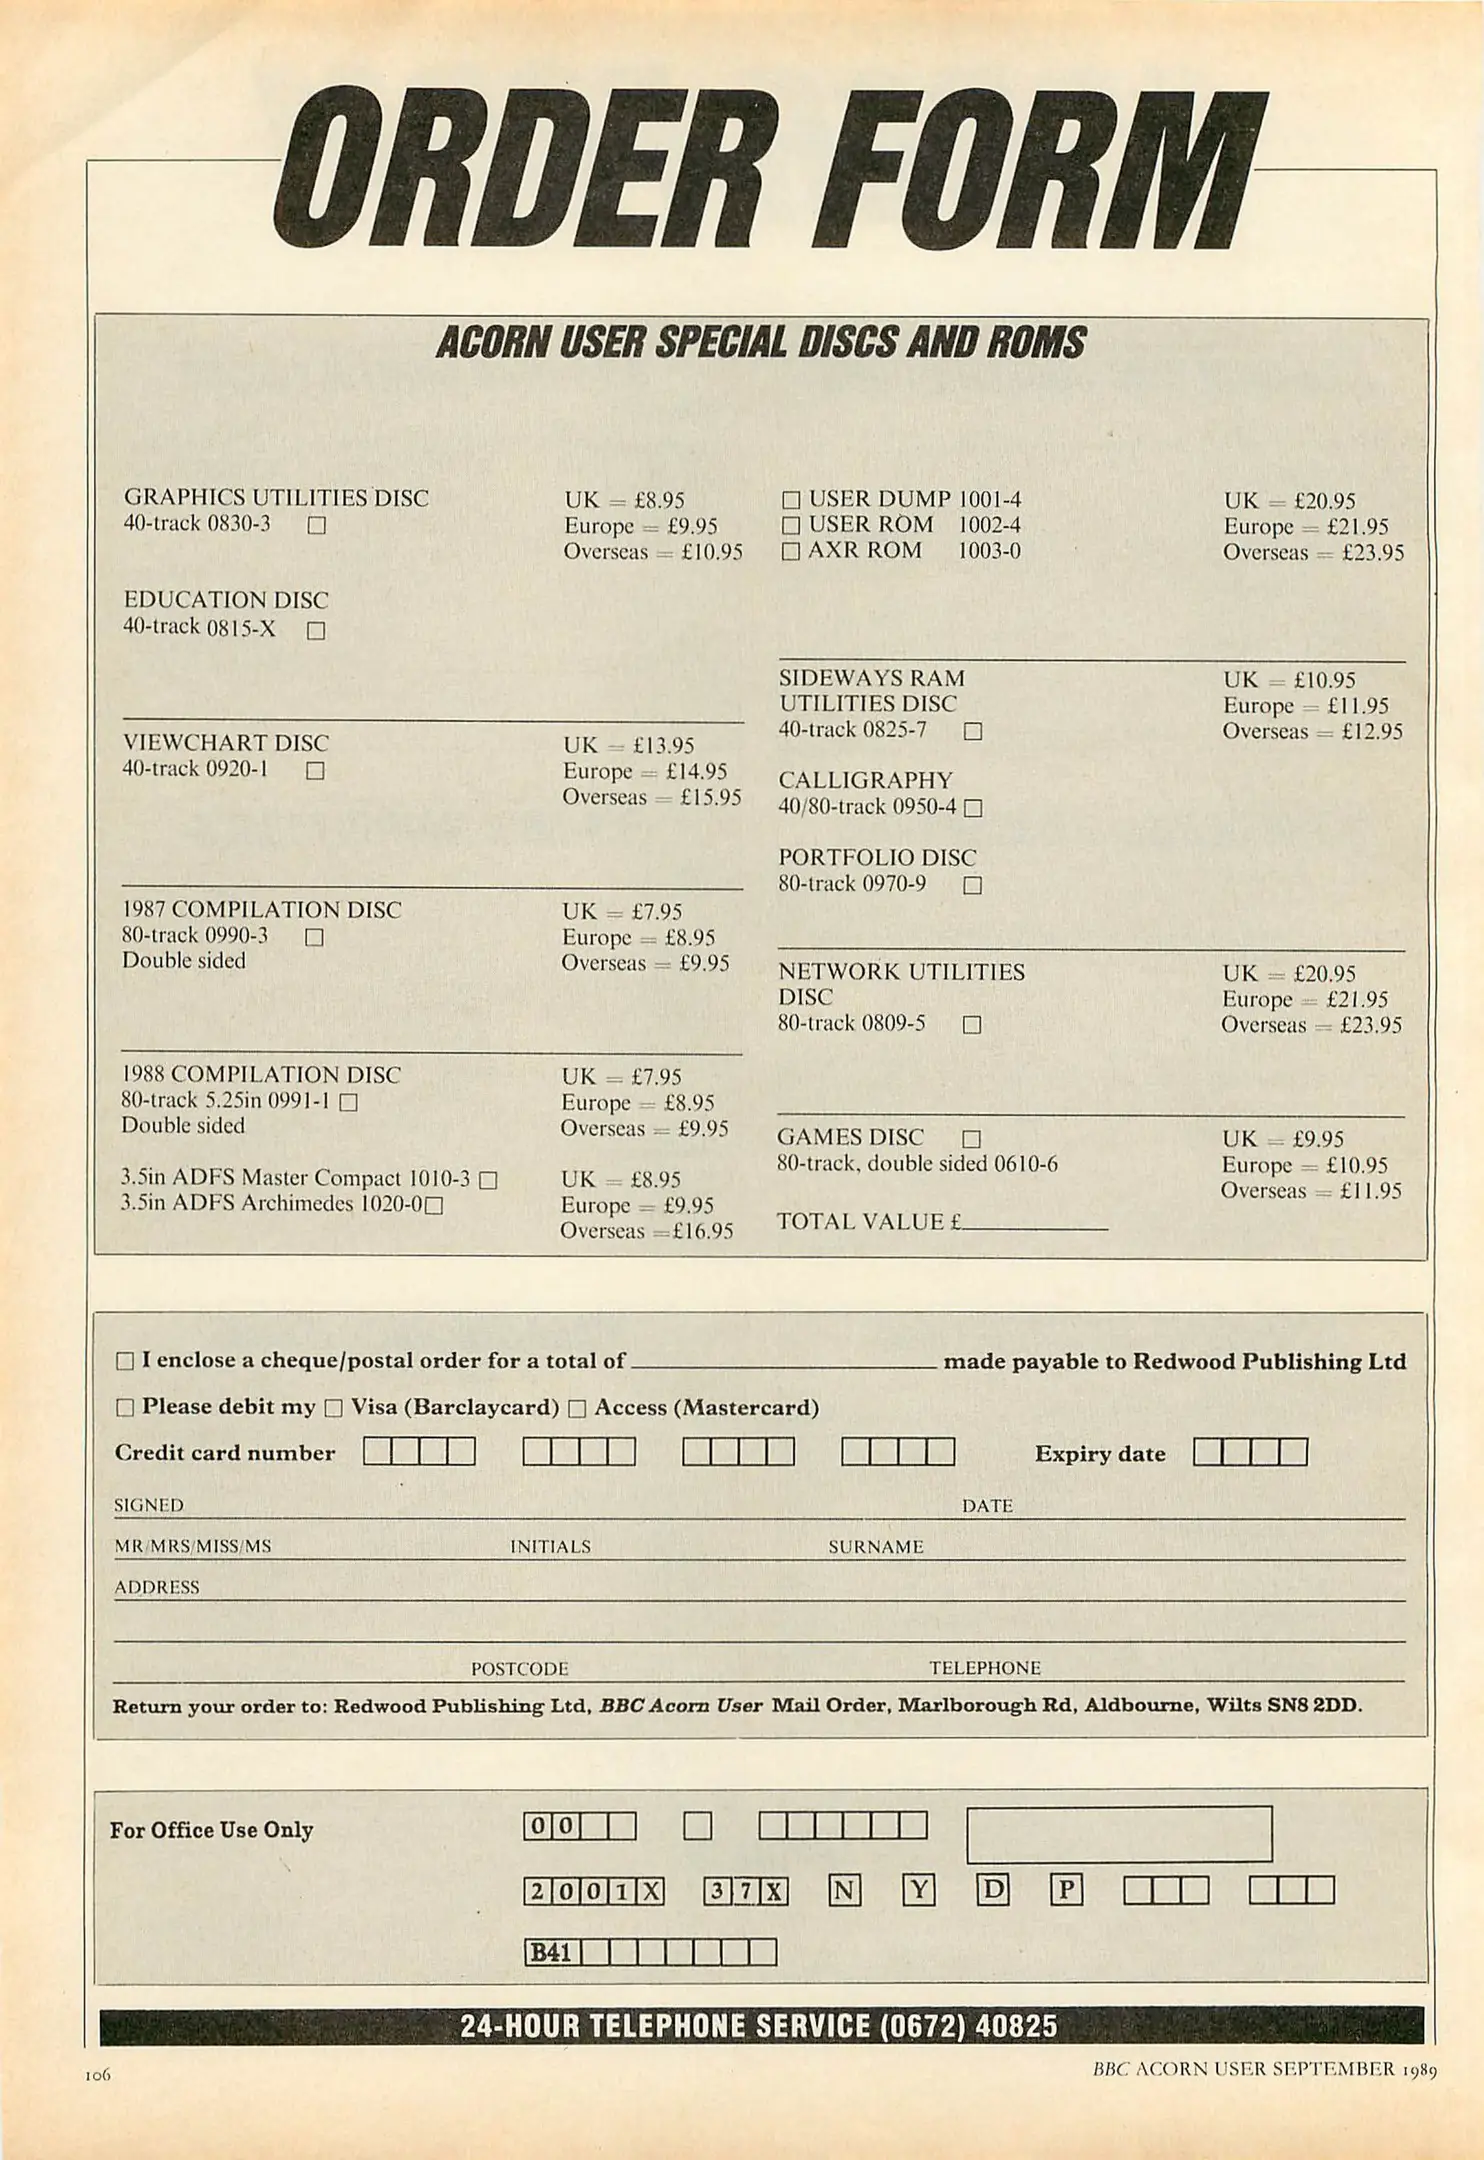 ORDER FORM
ACORN USER SPECIAL DISCS AND ROMS
GRAPHICS UTILITIES DISC
40-track 0830-3
UK = £8.95
Europe = £9.95
Overseas = £10.95
EDUCATION DISC
40-track 0815-X
VIEWCHART DISC
40-track 0920-1
UK = £13.95
Europe = £14.95
Overseas = £15.95
1987 COMPILATION DISC
80-track 0990-3
Double sided
UK = £7.95
Europe = £8.95
Overseas = £9.95
1988 COMPILATION DISC
80-track 5.25in 0991-1
Double sided
UK = £7.95
Europe = £8.95
Overseas = £9.95
3.5in ADFS Master Compact 1010-3
3.5in ADFS Archimedes 1020-0
UK = £8.95
Europe = £9.95
Overseas =£16.95
USER DUMP 1001-4
USER ROM 1002-4
AXR ROM 1003-0
UK = £20.95
Europe = £21.95
Overseas = £23.95
SIDEWAYS RAM
UTILITIES DISC
40-track 0825-7
UK = £10.95
Europe = £11.95
Overseas = £12.95
CALLIGRAPHY
40/80-track 0950-4
PORTFOLIO DISC
80-track 0970-9
NETWORK UTILITIES
DISC
80-track 0809-5
UK = £20.95
Europe = £21.95
Overseas = £23.95
GAMES DISC
80-track, double sided 0610-6
UK = £9.95
Europe = £10.95
Overseas = £11.95
TOTAL VALUE £
I enclose a cheque/postal order for a total of made payable to Redwood Publishing Ltd
Please debit my Visa (Barclaycard) Access (Mastercard)
Credit card number Expiry date
SIGNED DATE
MR/MRS/MISS/MS INITIALS SURNAME
ADDRESS
POSTCODE TELEPHONE
Return your order to: Redwood Publishing Ltd, BBC Acorn User Mail Order, Marlborough Rd, Aldbourne, Wilts SN8 2DD.
For Office Use Only
00
2001X 37X N Y D P
B41
24-HOUR TELEPHONE SERVICE (0672) 40825
106 BBC ACORN USER SEPTEMBER 1989